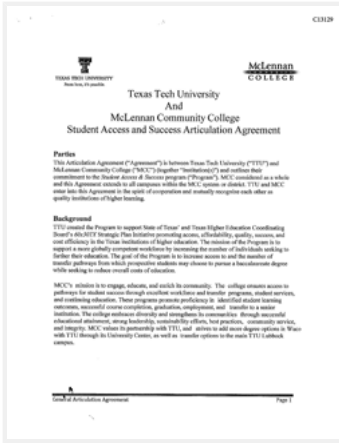 C13129
TEXAS TECH UNIVERSITY
From here, it's possible.
McLennan
COLLEGE
Texas Tech University
And
McLennan Community College
Student Access and Success Articulation Agreement
Parties
This Articulation Agreement ("Agreement") is between Texas Tech University ("TTU") and
McLennan Community College ("MCC") (together "Institution(s)") and outlines their
commitment to the Student Access & Success program ("Program"). MCC considered as a whole
and this Agreement extends to all campuses within the MCC system or district. TTU and MCC
enter into this Agreement in the spirit of cooperation and mutually recognize each other as
quality institutions of higher learning.
Background
TTU created the Program to support State of Texas' and Texas Higher Education Coordinating
Board's 60x30TX Strategic Plan Initiative promoting access, affordability, quality, success, and
cost efficiency in the Texas institutions of higher education. The mission of the Program is to
support a more globally competent workforce by increasing the number of individuals seeking to
further their education. The goal of the Program is to increase access to and the number of
transfer pathways from which prospective students may choose to pursue a baccalaureate degree
while seeking to reduce overall costs of education.
MCC's mission is to engage, educate, and enrich its community. The college ensures access to
pathways for student success through excellent workforce and transfer programs, student services,
and continuing education. These programs promote proficiency in identified student learning
outcomes, successful course completion, graduation, employment, and transfer to a senior
institution. The college embraces diversity and strengthens its communities through successful
educational attainment, strong leadership, sustainability efforts, best practices, community service,
and integrity. MCC values its partnership with TTU, and strives to add more degree options in Waco
with TTU through its University Center, as well as transfer options to the main TTU Lubbock
campus.
General Articulation Agreement
Page 1